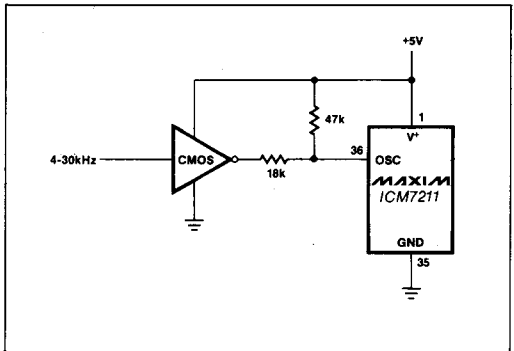 +5V
47k
1
V+
4-30kHz
CMOS
18k
36
OSC
MAXIM
ICM7211
GND
35